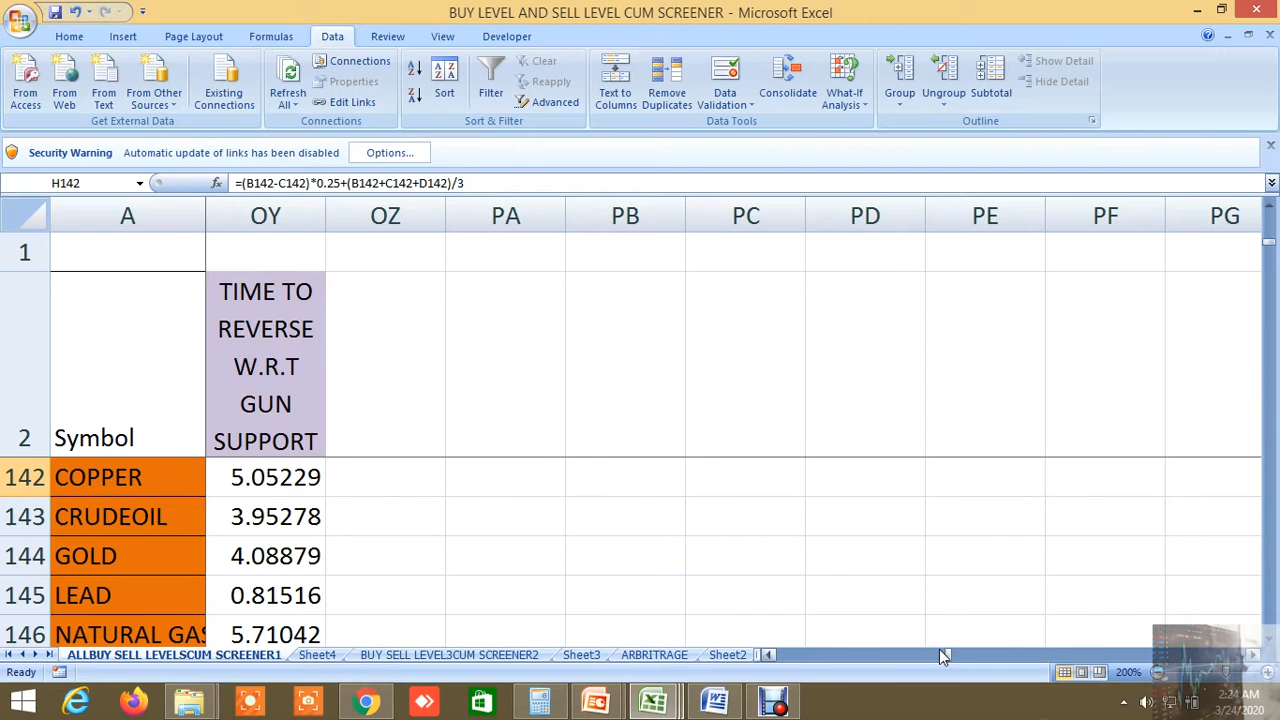 BUY LEVEL AND SELL LEVEL CUM SCREENER - Microsoft Excel
Home Insert Page Layout Formulas Data Review View Developer
From Access
From Web
From Text
From Other Sources
Existing Connections
Get External Data
Refresh All
Connections
Properties
Edit Links
Connections
Sort
Filter
Clear
Reapply
Advanced
Sort & Filter
Text to Columns
Remove Duplicates
Data Validation
Consolidate
What-If Analysis
Data Tools
Group
Ungroup
Subtotal
Show Detail
Hide Detail
Outline
Security Warning Automatic update of links has been disabled Options...
H142 fx =(B142-C142)*0.25+(B142+C142+D142)/3
A OY OZ PA PB PC PD PE PF PG
1
TIME TO
REVERSE
W.R.T
GUN
2 Symbol SUPPORT
142 COPPER 5.05229
143 CRUDEOIL 3.95278
144 GOLD 4.08879
145 LEAD 0.81516
146 NATURAL GAS 5.71042
ALLBUY SELL LEVELSCUM SCREENER1 Sheet4 BUY SELL LEVEL3CUM SCREENER2 Sheet3 ARBITRAGE Sheet2
Ready 200%
2:24 AM
3/24/2020